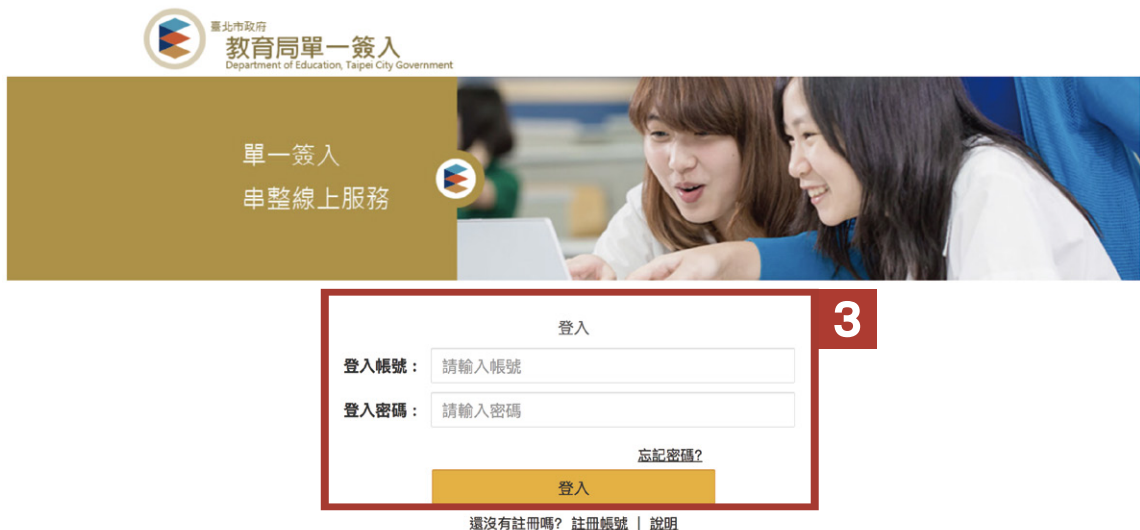 臺北市政府
教育局單一簽入
Department of Education, Taipei City Government
單一簽入
串整線上服務
3
登入
登入帳號：
請輸入帳號
登入密碼：
請輸入密碼
忘記密碼?
登入
還沒有註冊嗎? 註冊帳號 | 說明